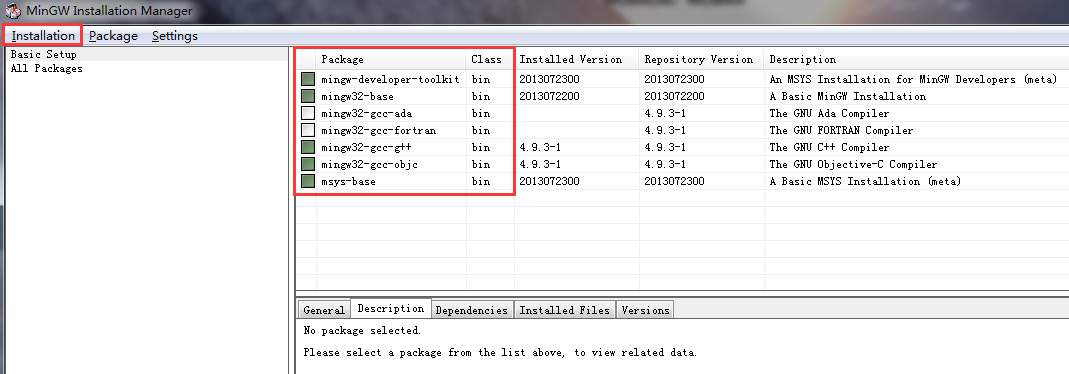 MinGW Installation Manager
Installation Package Settings
Basic Setup
All Packages
Package Class Installed Version Repository Version Description
mingw-developer-toolkit bin 2013072300 2013072300 An MSYS Installation for MinGW Developers (meta)
mingw32-base bin 2013072200 2013072200 A Basic MinGW Installation
mingw32-gcc-ada bin 4.9.3-1 The GNU Ada Compiler
mingw32-gcc-fortran bin 4.9.3-1 The GNU FORTRAN Compiler
mingw32-gcc-g++ bin 4.9.3-1 4.9.3-1 The GNU C++ Compiler
mingw32-gcc-objc bin 4.9.3-1 4.9.3-1 The GNU Objective-C Compiler
msys-base bin 2013072300 2013072300 A Basic MSYS Installation (meta)
General Description Dependencies Installed Files Versions
No package selected.
Please select a package from the list above, to view related data.